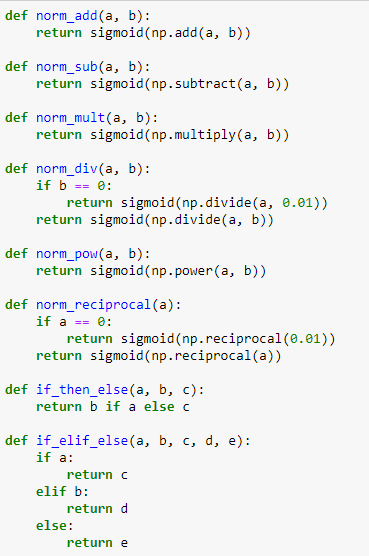 def norm_add(a, b):
    return sigmoid(np.add(a, b))
def norm_sub(a, b):
    return sigmoid(np.subtract(a, b))
def norm_mult(a, b):
    return sigmoid(np.multiply(a, b))
def norm_div(a, b):
    if b == 0:
        return sigmoid(np.divide(a, 0.01))
    return sigmoid(np.divide(a, b))
def norm_pow(a, b):
    return sigmoid(np.power(a, b))
def norm_reciprocal(a):
    if a == 0:
        return sigmoid(np.reciprocal(0.01))
    return sigmoid(np.reciprocal(a))
def if_then_else(a, b, c):
    return b if a else c
def if_elif_else(a, b, c, d, e):
    if a:
        return c
    elif b:
        return d
    else:
        return e